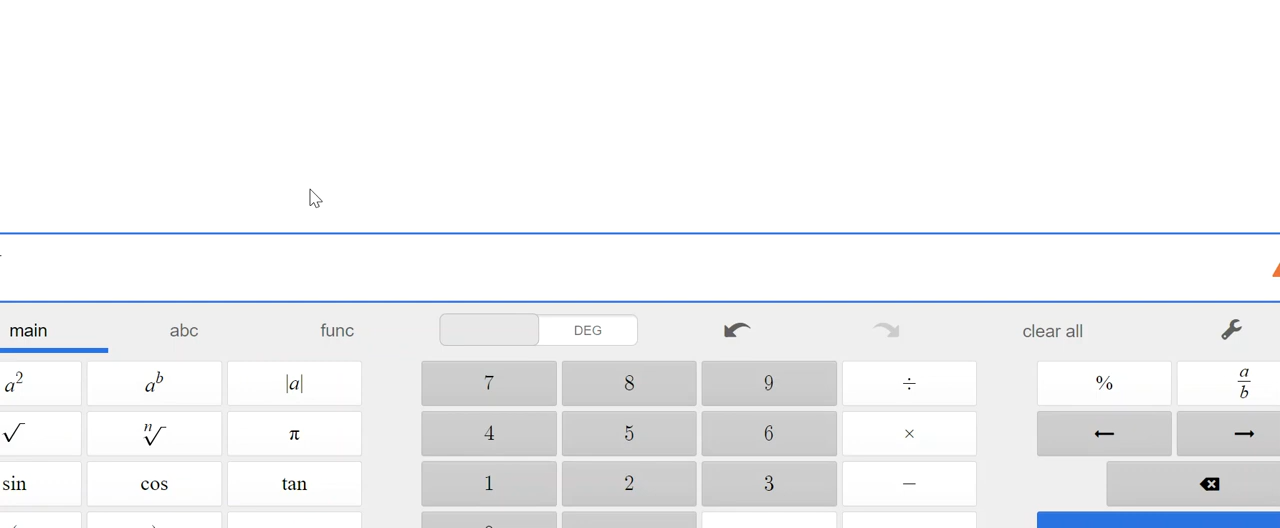 main abc func DEG clear all
a² aᵇ |a| 7 8 9 ÷ % a/b
√ ⁿ√ π 4 5 6 × ← →
sin cos tan 1 2 3 −